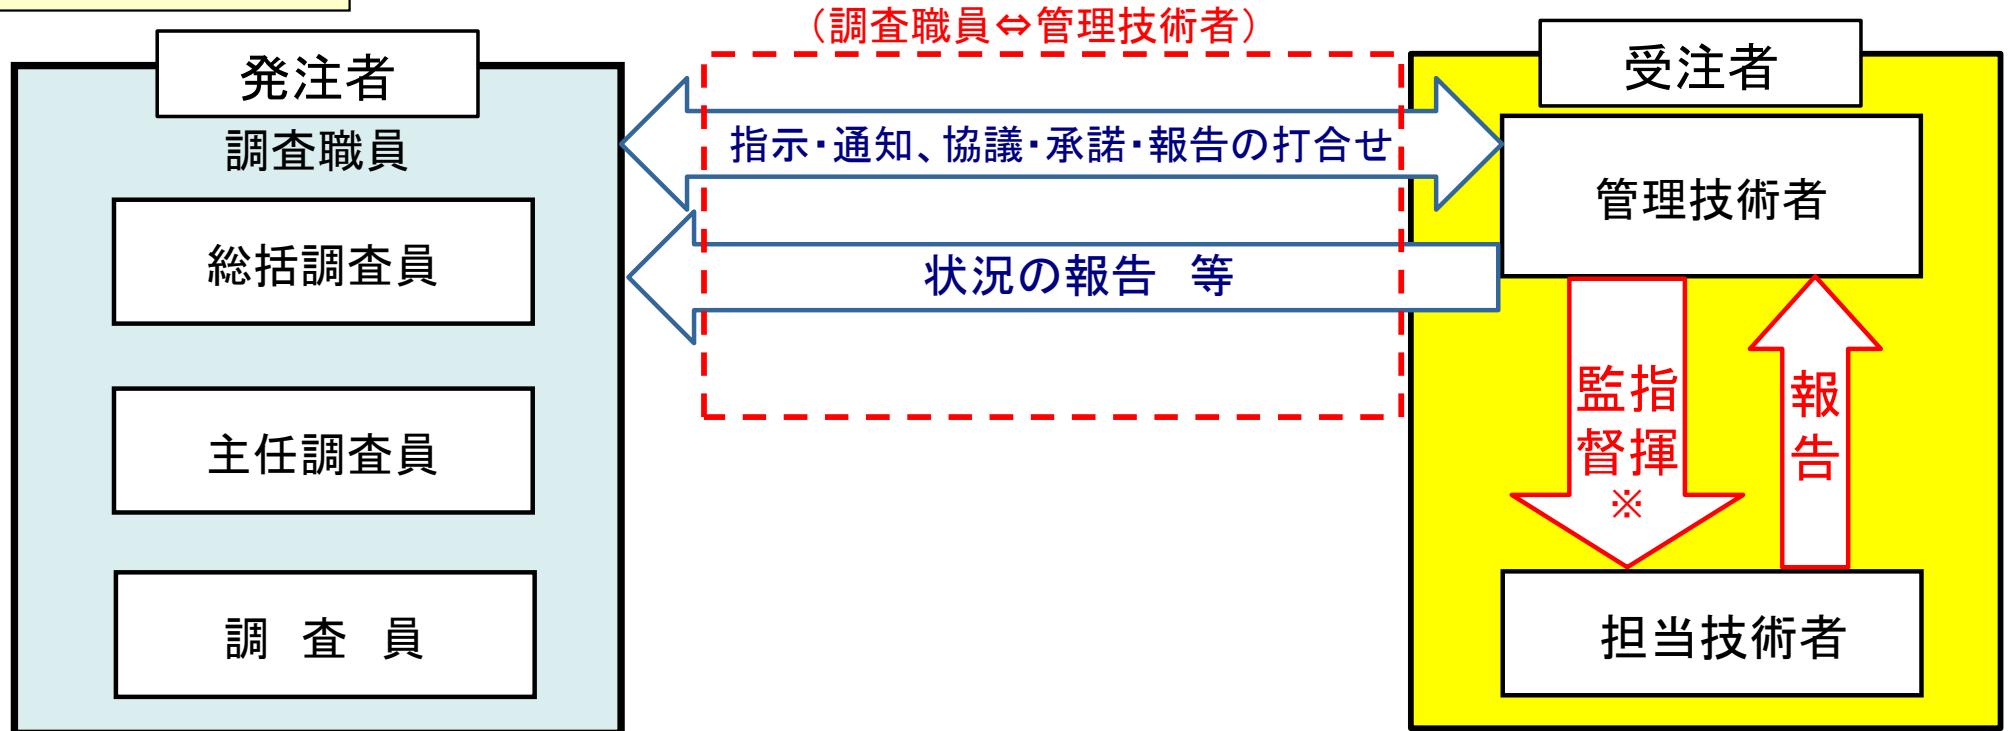 (調査職員⇔管理技術者)
発注者
調査職員
総括調査員
主任調査員
調 査 員
指示・通知、協議・承諾・報告の打合せ
状況の報告 等
受注者
管理技術者
監督
指揮
※
報告
担当技術者